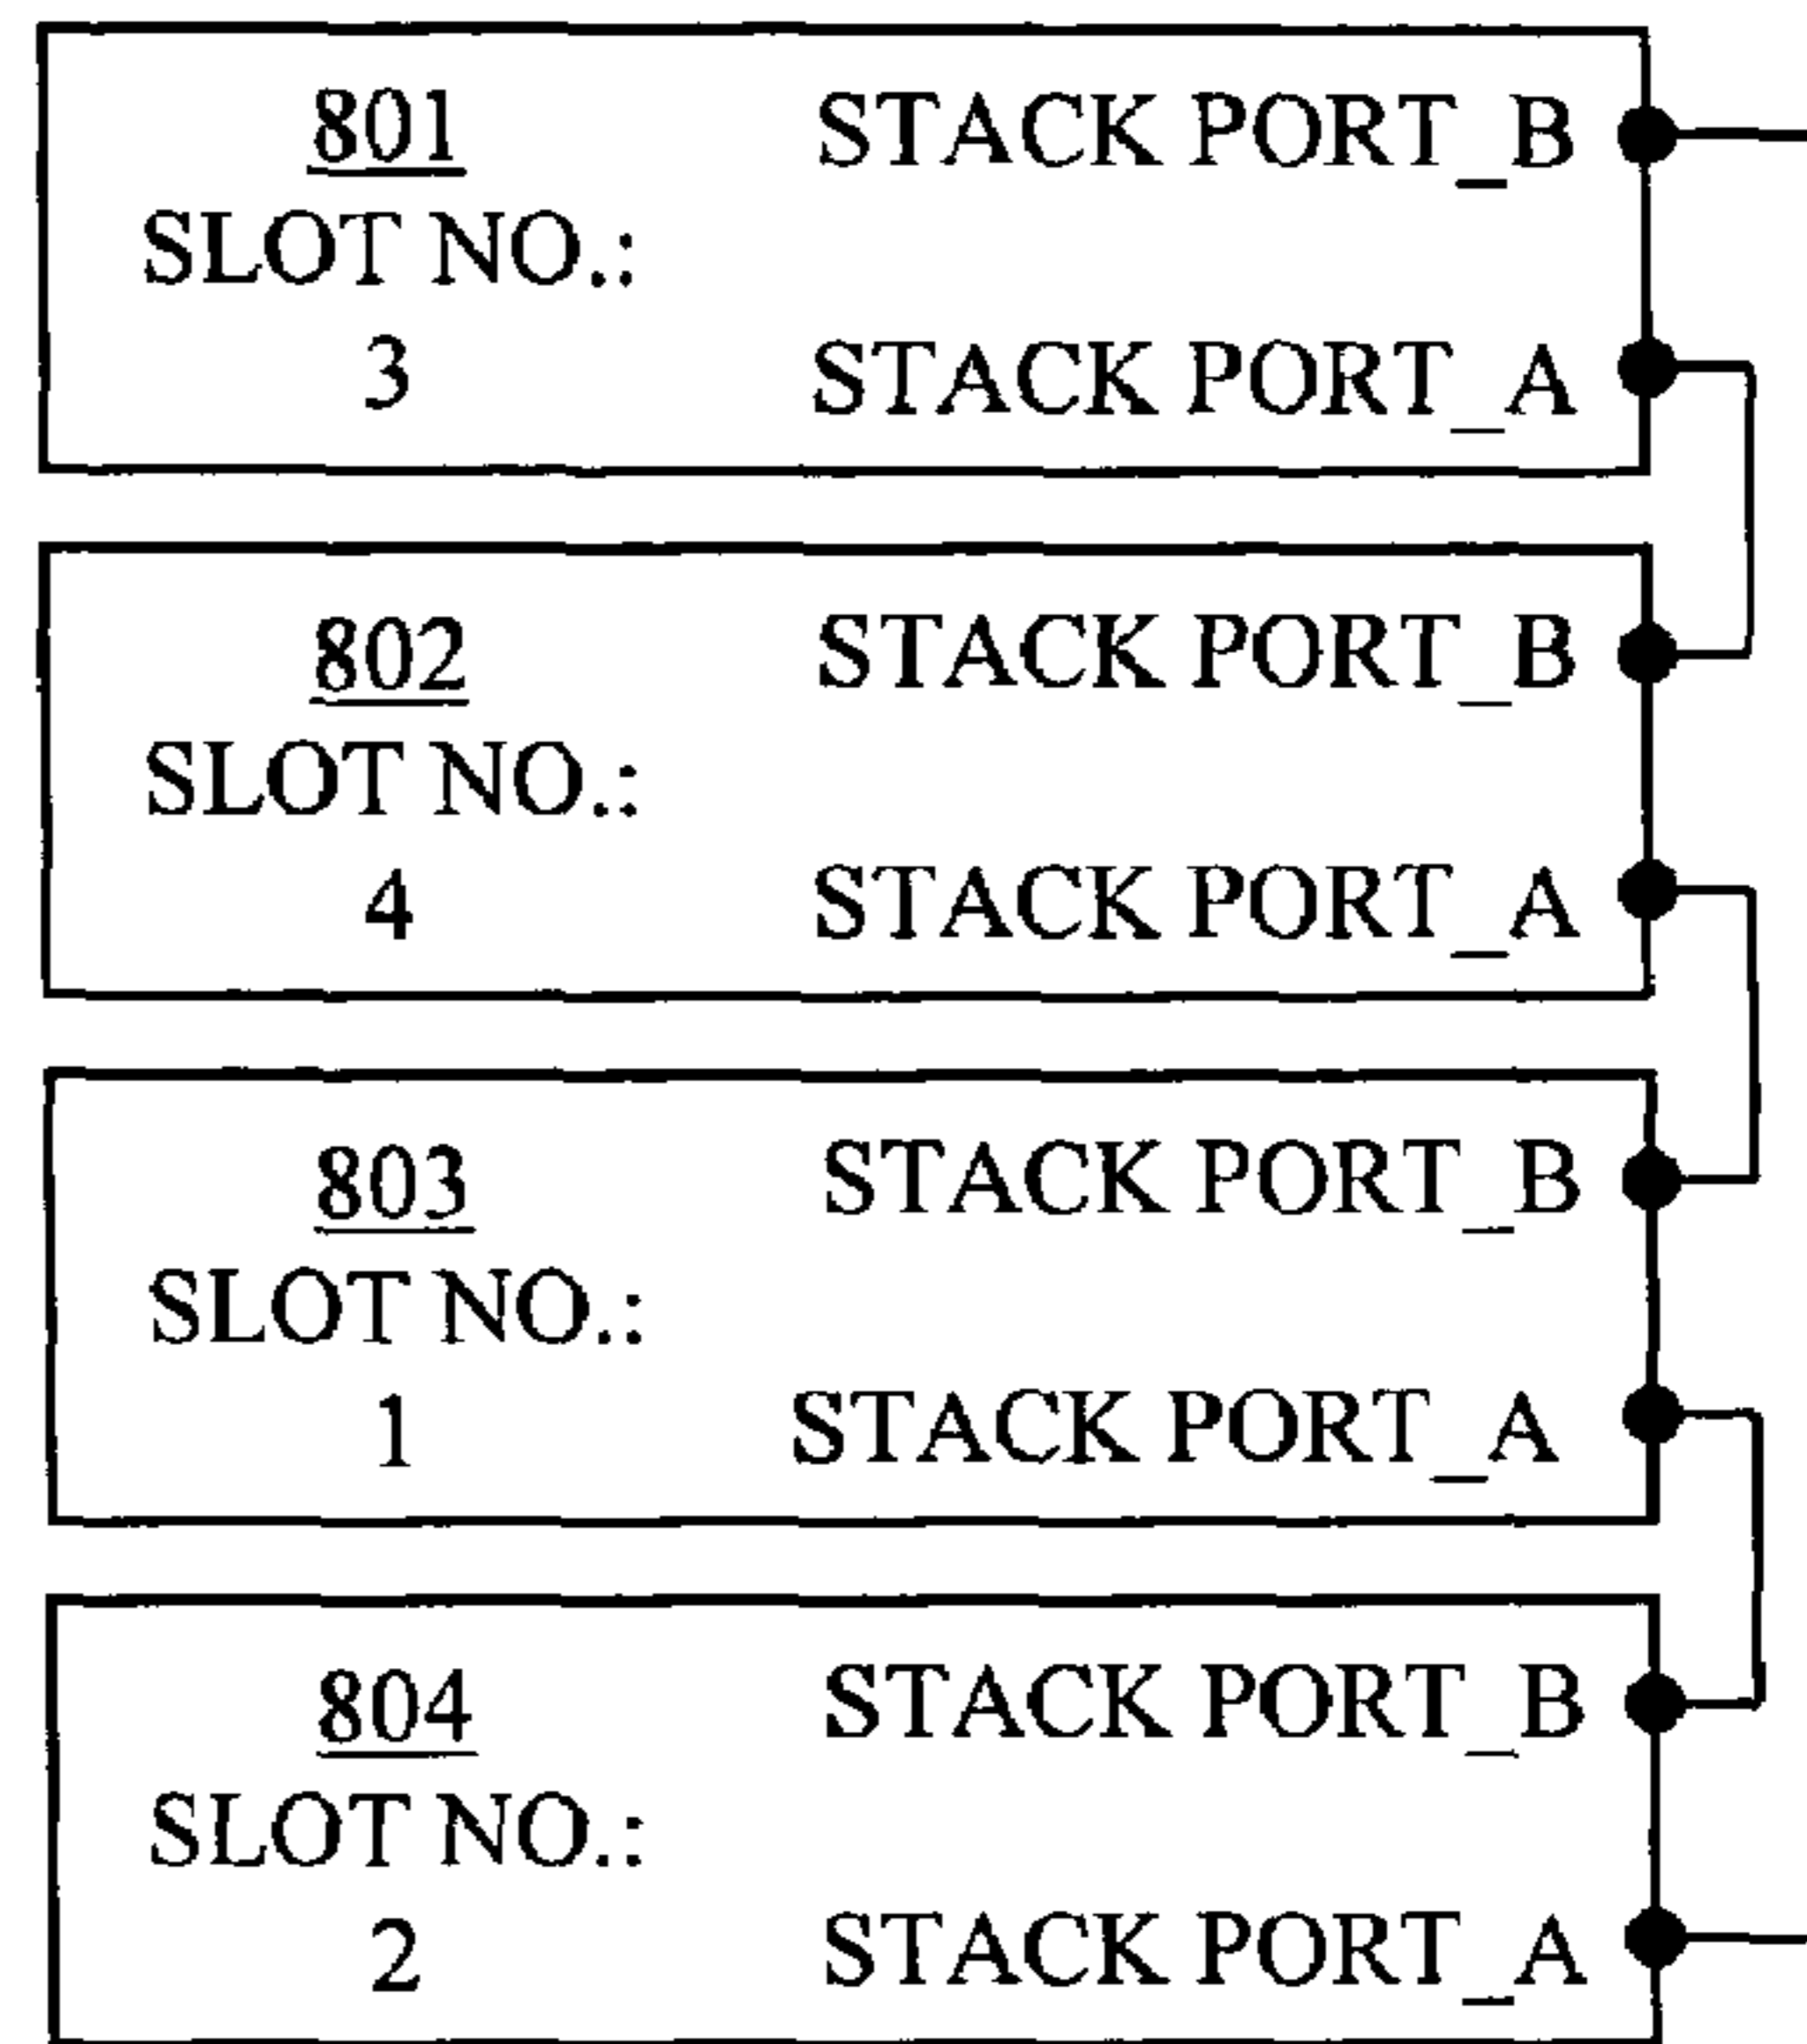 801 STACK PORT_B
SLOT NO.:
3 STACK PORT_A
802 STACK PORT_B
SLOT NO.:
4 STACK PORT_A
803 STACK PORT_B
SLOT NO.:
1 STACK PORT_A
804 STACK PORT_B
SLOT NO.:
2 STACK PORT_A